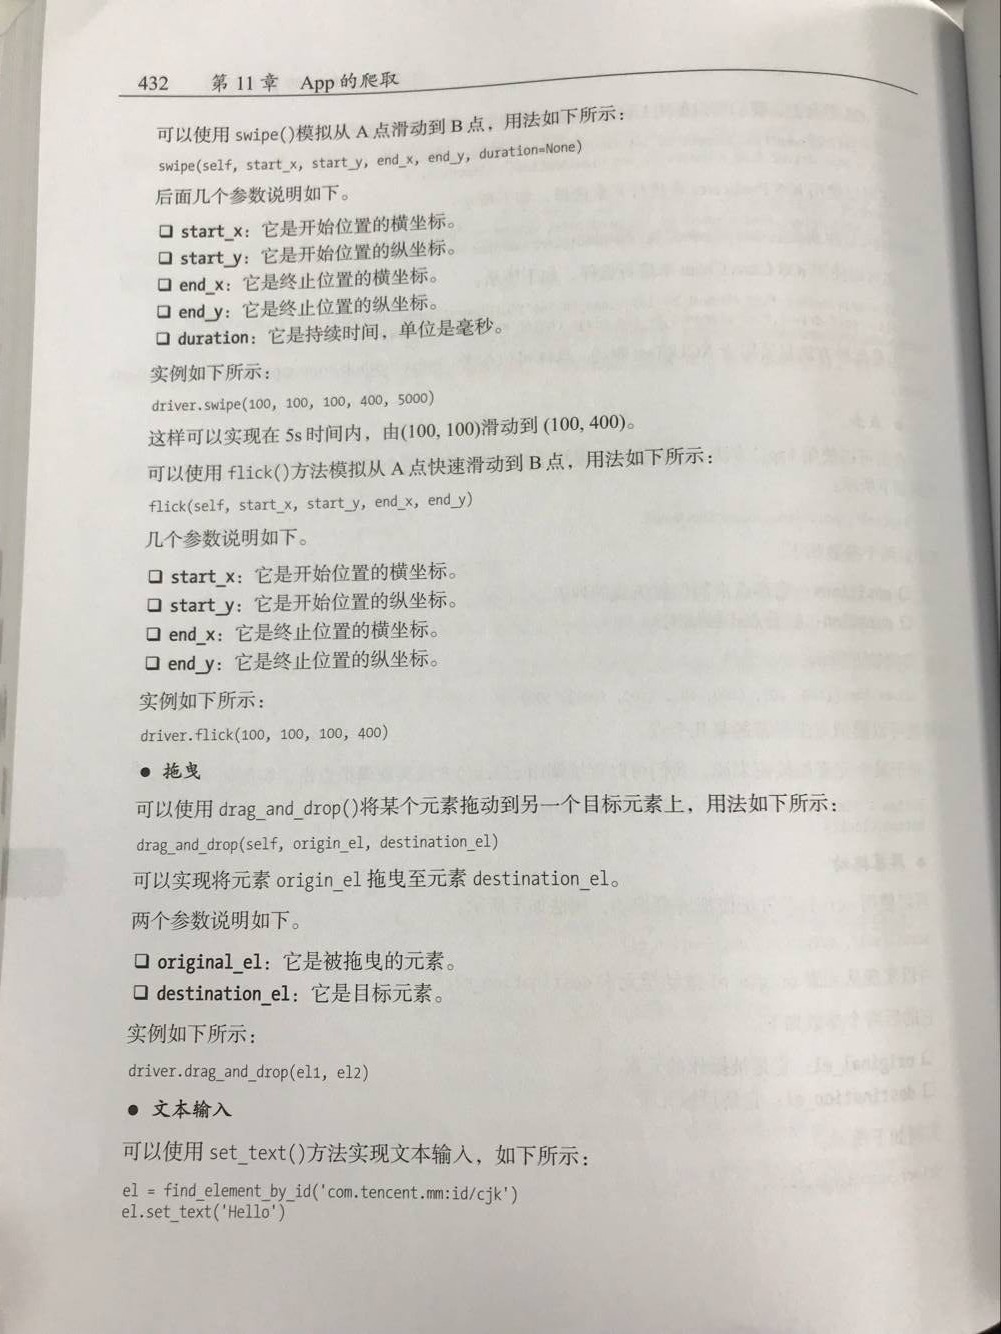 432 第 11 章 App 的爬取
可以使用 swipe()模拟从 A 点滑动到 B 点，用法如下所示：
swipe(self, start_x, start_y, end_x, end_y, duration=None)
后面几个参数说明如下。
❑ start_x：它是开始位置的横坐标。
❑ start_y：它是开始位置的纵坐标。
❑ end_x：它是终止位置的横坐标。
❑ end_y：它是终止位置的纵坐标。
❑ duration：它是持续时间，单位是毫秒。
实例如下所示：
driver.swipe(100, 100, 100, 400, 5000)
这样可以实现在 5s 时间内，由(100, 100)滑动到 (100, 400)。
可以使用 flick()方法模拟从 A 点快速滑动到 B 点，用法如下所示：
flick(self, start_x, start_y, end_x, end_y)
几个参数说明如下。
❑ start_x：它是开始位置的横坐标。
❑ start_y：它是开始位置的纵坐标。
❑ end_x：它是终止位置的横坐标。
❑ end_y：它是终止位置的纵坐标。
实例如下所示：
driver.flick(100, 100, 100, 400)
● 拖曳
可以使用 drag_and_drop()将某个元素拖动到另一个目标元素上，用法如下所示：
drag_and_drop(self, origin_el, destination_el)
可以实现将元素 origin_el 拖曳至元素 destination_el。
两个参数说明如下。
❑ original_el：它是被拖曳的元素。
❑ destination_el：它是目标元素。
实例如下所示：
driver.drag_and_drop(el1, el2)
● 文本输入
可以使用 set_text()方法实现文本输入，如下所示：
el = find_element_by_id('com.tencent.mm:id/cjk')
el.set_text('Hello')